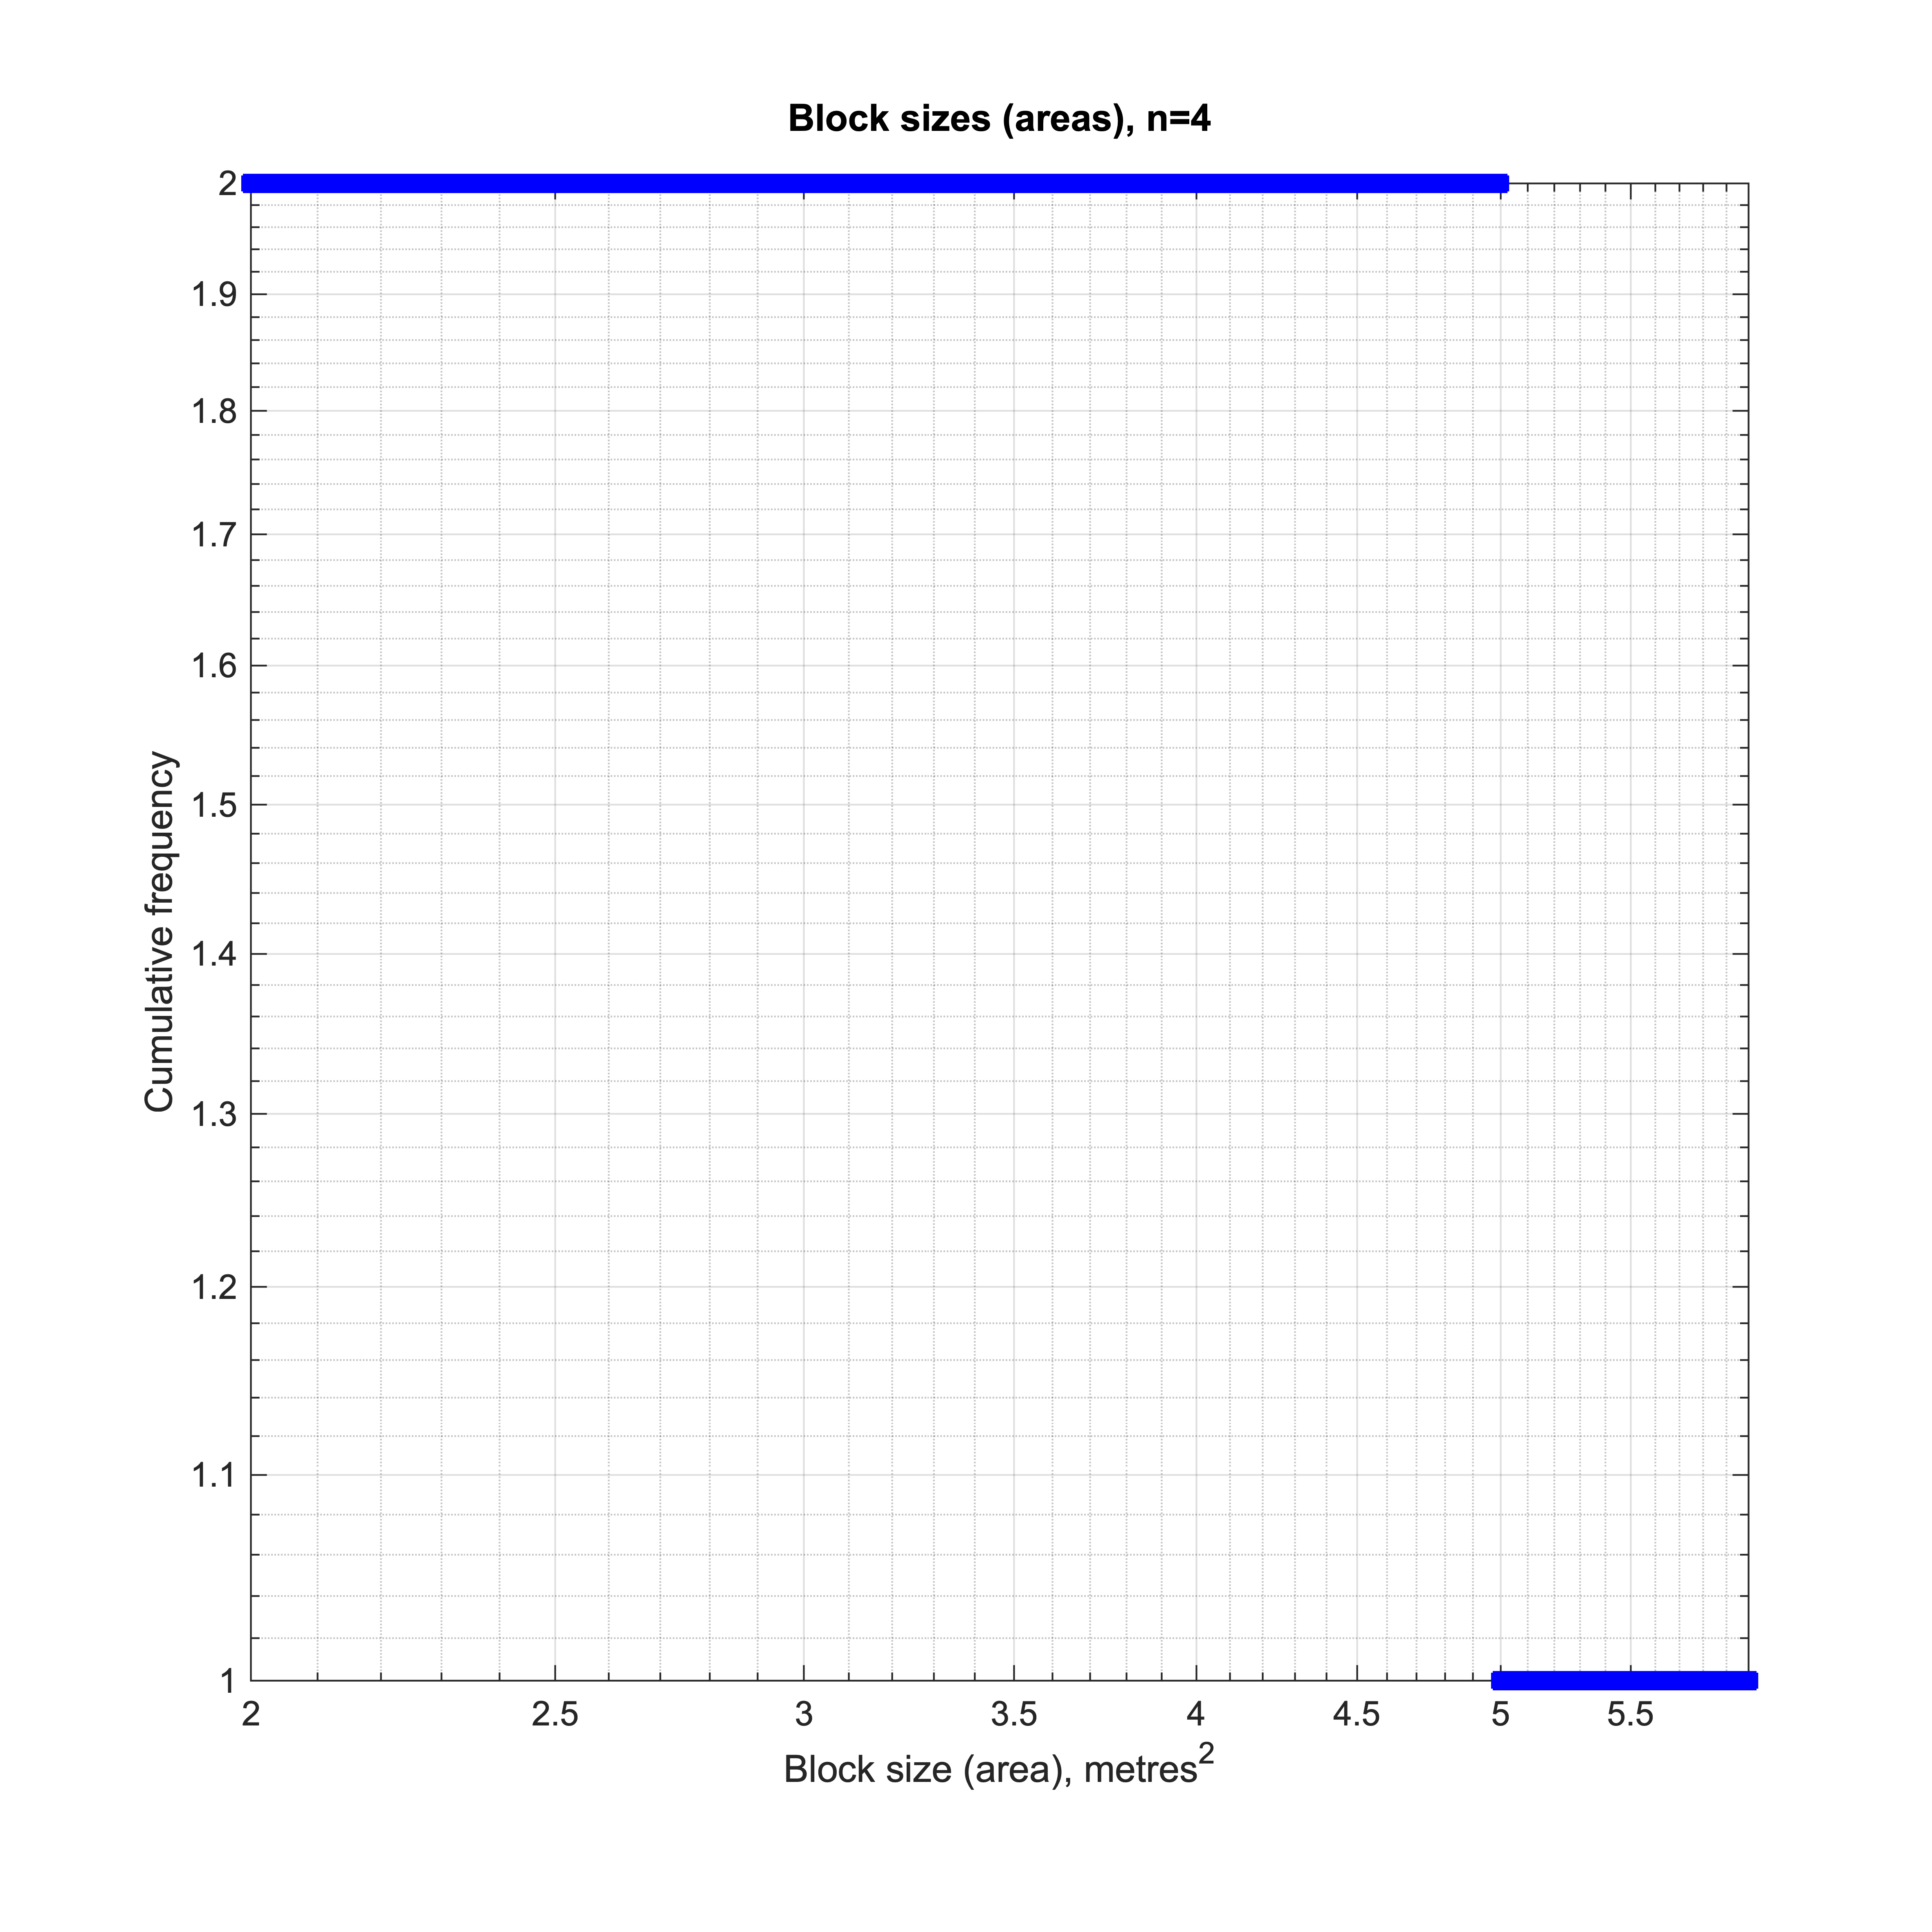 Block sizes (areas), n=4
2
1.9
1.8
1.7
1.6
1.5
1.4
1.3
1.2
1.1
1
Cumulative frequency
2 2.5 3 3.5 4 4.5 5 5.5
Block size (area), metres²